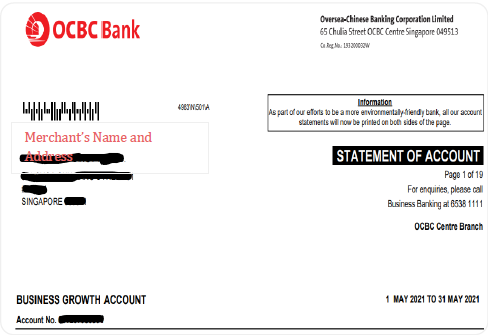 OCBC Bank
Oversea-Chinese Banking Corporation Limited
65 Chulia Street OCBC Centre Singapore 049513
Co.Reg.No.: 193200032W
4983\N\501\A
Information
As part of our efforts to be a more environmentally-friendly bank, all our account
statements will now be printed on both sides of the page.
Merchant's Name and
Address
SINGAPORE
STATEMENT OF ACCOUNT
Page 1 of 19
For enquiries, please call
Business Banking at 6538 1111
OCBC Centre Branch
BUSINESS GROWTH ACCOUNT
1 MAY 2021 TO 31 MAY 2021
Account No.